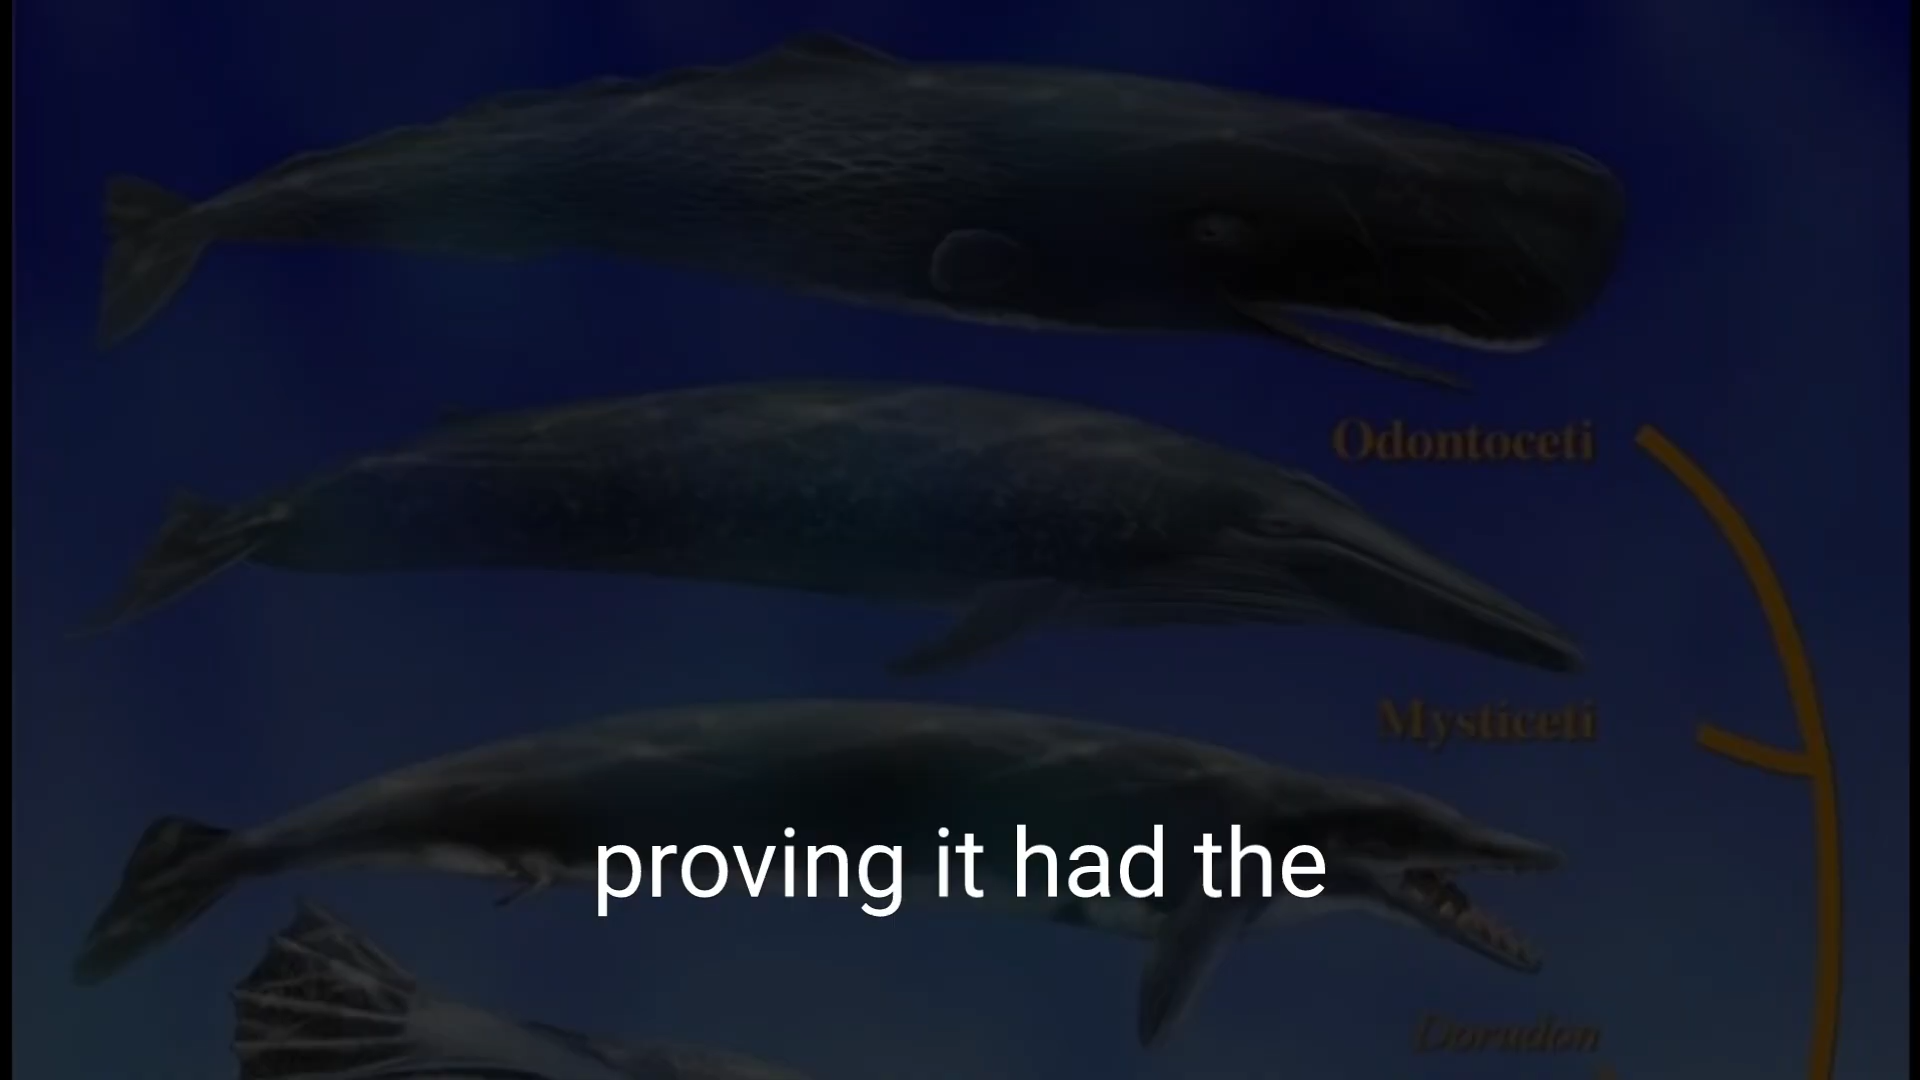 Odontoceti
Mysticeti
proving it had the
Dorudon